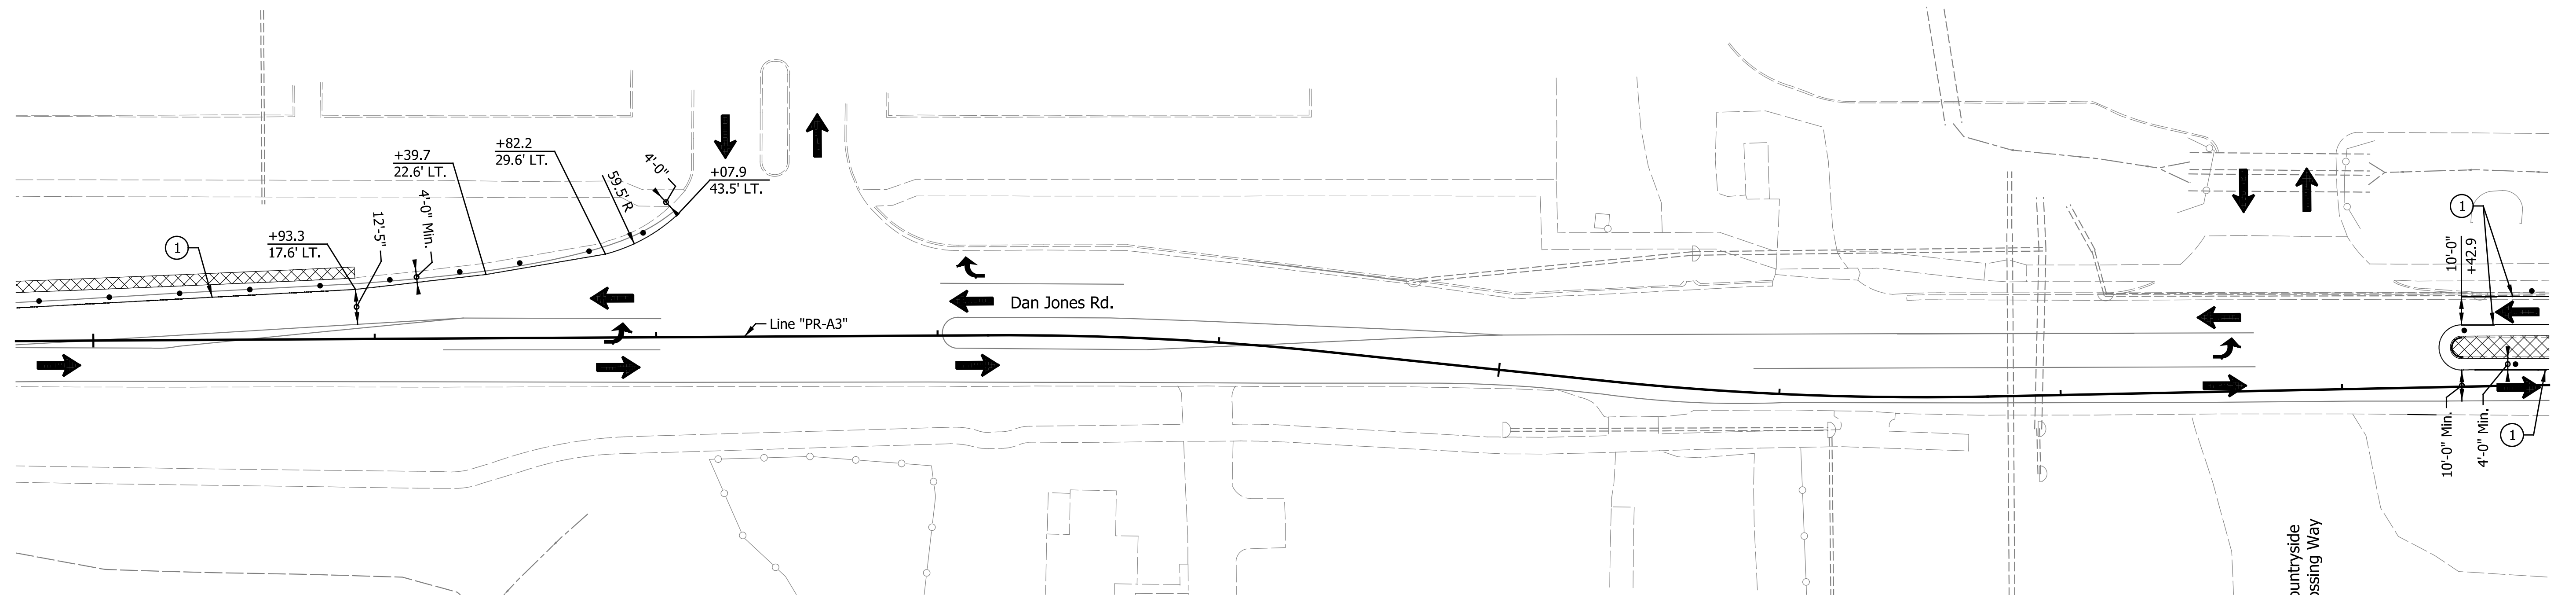 +82.2
29.6' LT.
+39.7
22.6' LT.
4'-0"
+07.9
43.5' LT.
59.5' R
4'-0" Min.
12'-5"
+93.3
17.6' LT.
1
1
10'-0"
+42.9
Dan Jones Rd.
Line "PR-A3"
10'-0" Min.
4'-0" Min.
1
ountryside
ossing Way